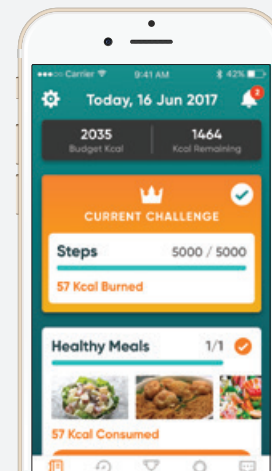 Carrier 9:41 AM 42%
Today, 16 Jun 2017 2
2035 1464
Budget Kcal Kcal Remaining
CURRENT CHALLENGE
Steps 5000 / 5000
57 Kcal Burned
Healthy Meals 1/1
57 Kcal Consumed